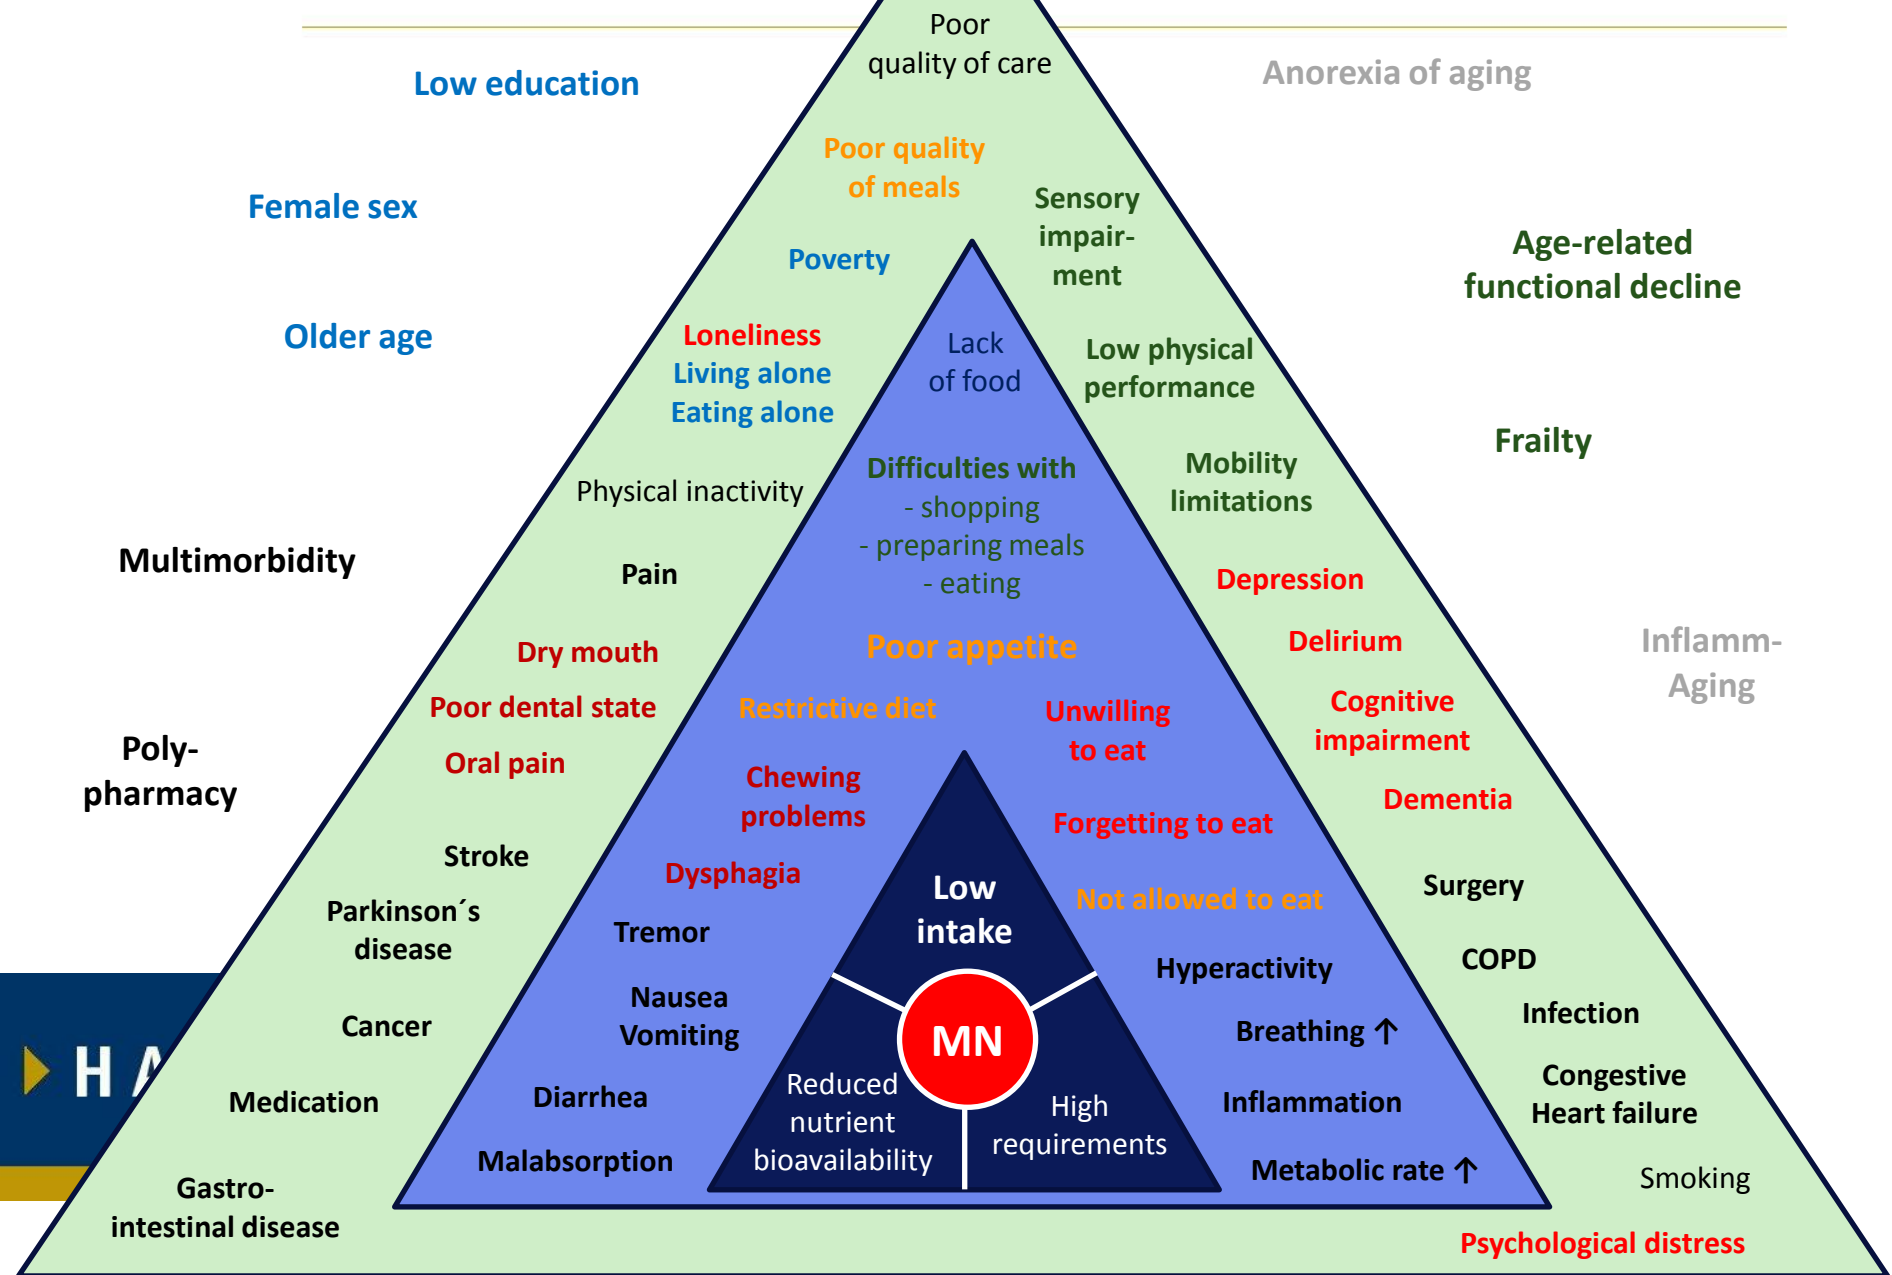 Poor
quality of care
Low education
Anorexia of aging
Poor quality
of meals
Female sex
Sensory
impair-
ment
Age-related
functional decline
Poverty
Older age
Loneliness
Living alone
Eating alone
Lack
of food
Low physical
performance
Frailty
Physical inactivity
Difficulties with
- shopping
- preparing meals
- eating
Mobility
limitations
Multimorbidity
Pain
Depression
Dry mouth
Poor appetite
Delirium
Inflamm-
Aging
Poor dental state
Restrictive diet
Unwilling
to eat
Cognitive
impairment
Poly-
pharmacy
Oral pain
Chewing
problems
Forgetting to eat
Dementia
Stroke
Dysphagia
Low
intake
Not allowed to eat
Surgery
Parkinson´s
disease
Tremor
Hyperactivity
COPD
Cancer
Nausea
Vomiting
MN
Breathing ↑
Infection
H A
Medication
Diarrhea
Reduced
nutrient
bioavailability
High
requirements
Inflammation
Congestive
Heart failure
Malabsorption
Metabolic rate ↑
Smoking
Gastro-
intestinal disease
Psychological distress